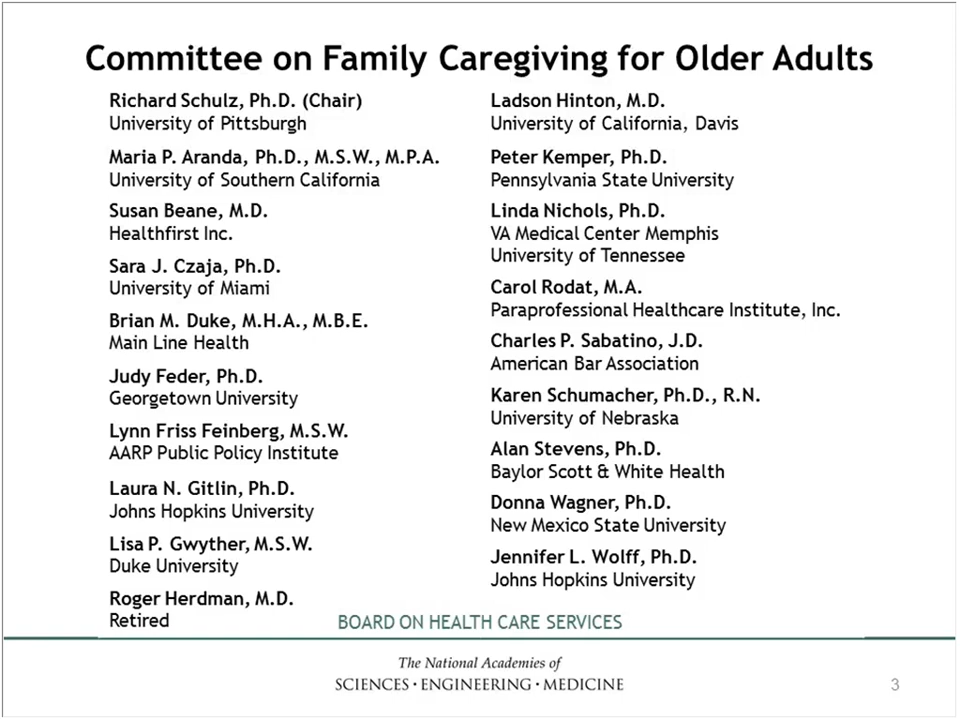 Committee on Family Caregiving for Older Adults
Richard Schulz, Ph.D. (Chair)
University of Pittsburgh
Maria P. Aranda, Ph.D., M.S.W., M.P.A.
University of Southern California
Susan Beane, M.D.
Healthfirst Inc.
Sara J. Czaja, Ph.D.
University of Miami
Brian M. Duke, M.H.A., M.B.E.
Main Line Health
Judy Feder, Ph.D.
Georgetown University
Lynn Friss Feinberg, M.S.W.
AARP Public Policy Institute
Laura N. Gitlin, Ph.D.
Johns Hopkins University
Lisa P. Gwyther, M.S.W.
Duke University
Roger Herdman, M.D.
Retired
Ladson Hinton, M.D.
University of California, Davis
Peter Kemper, Ph.D.
Pennsylvania State University
Linda Nichols, Ph.D.
VA Medical Center Memphis
University of Tennessee
Carol Rodat, M.A.
Paraprofessional Healthcare Institute, Inc.
Charles P. Sabatino, J.D.
American Bar Association
Karen Schumacher, Ph.D., R.N.
University of Nebraska
Alan Stevens, Ph.D.
Baylor Scott & White Health
Donna Wagner, Ph.D.
New Mexico State University
Jennifer L. Wolff, Ph.D.
Johns Hopkins University
BOARD ON HEALTH CARE SERVICES
The National Academies of
SCIENCES · ENGINEERING · MEDICINE
3